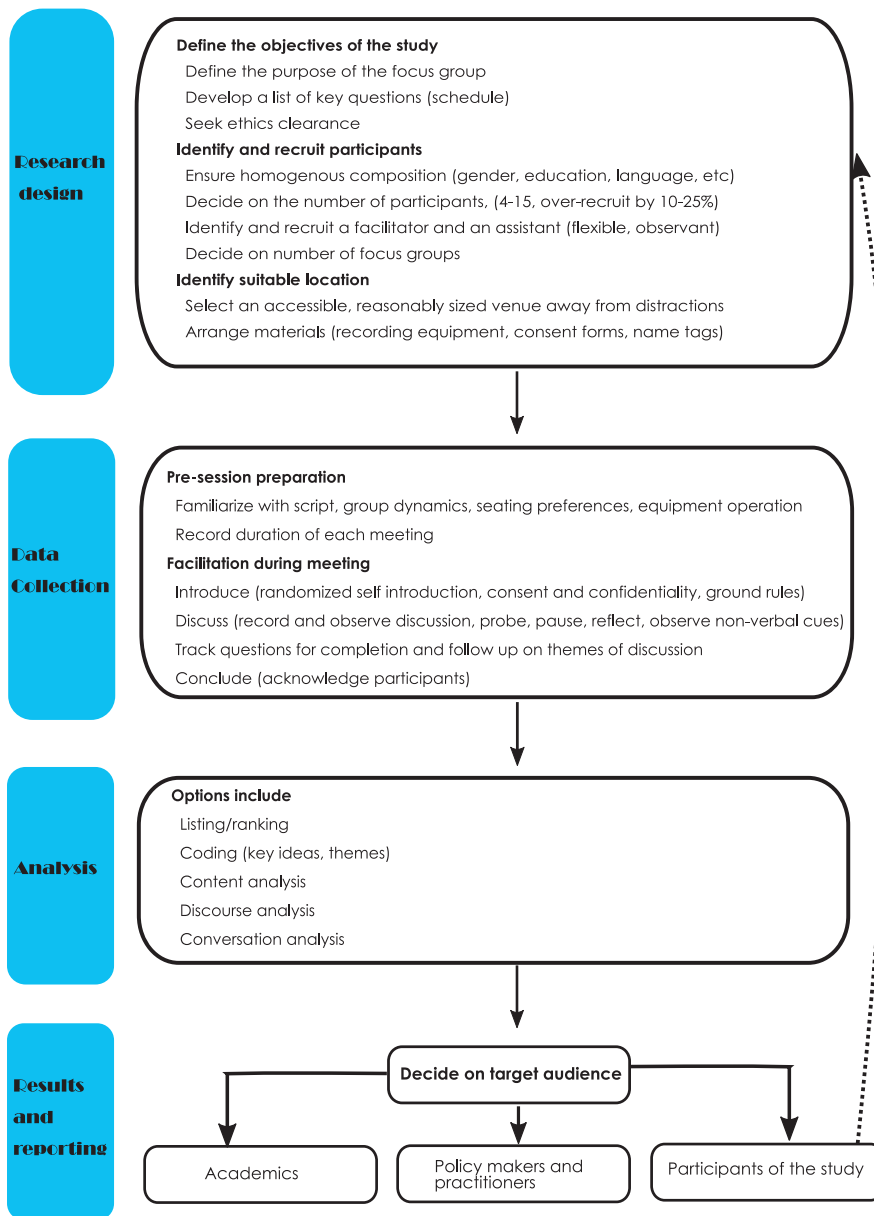 Research
design
Define the objectives of the study
Define the purpose of the focus group
Develop a list of key questions (schedule)
Seek ethics clearance
Identify and recruit participants
Ensure homogenous composition (gender, education, language, etc)
Decide on the number of participants, (4-15, over-recruit by 10-25%)
Identify and recruit a facilitator and an assistant (flexible, observant)
Decide on number of focus groups
Identify suitable location
Select an accessible, reasonably sized venue away from distractions
Arrange materials (recording equipment, consent forms, name tags)
Data
Collection
Pre-session preparation
Familiarize with script, group dynamics, seating preferences, equipment operation
Record duration of each meeting
Facilitation during meeting
Introduce (randomized self introduction, consent and confidentiality, ground rules)
Discuss (record and observe discussion, probe, pause, reflect, observe non-verbal cues)
Track questions for completion and follow up on themes of discussion
Conclude (acknowledge participants)
Analysis
Options include
Listing/ranking
Coding (key ideas, themes)
Content analysis
Discourse analysis
Conversation analysis
Results
and
reporting
Decide on target audience
Academics
Policy makers and
practitioners
Participants of the study